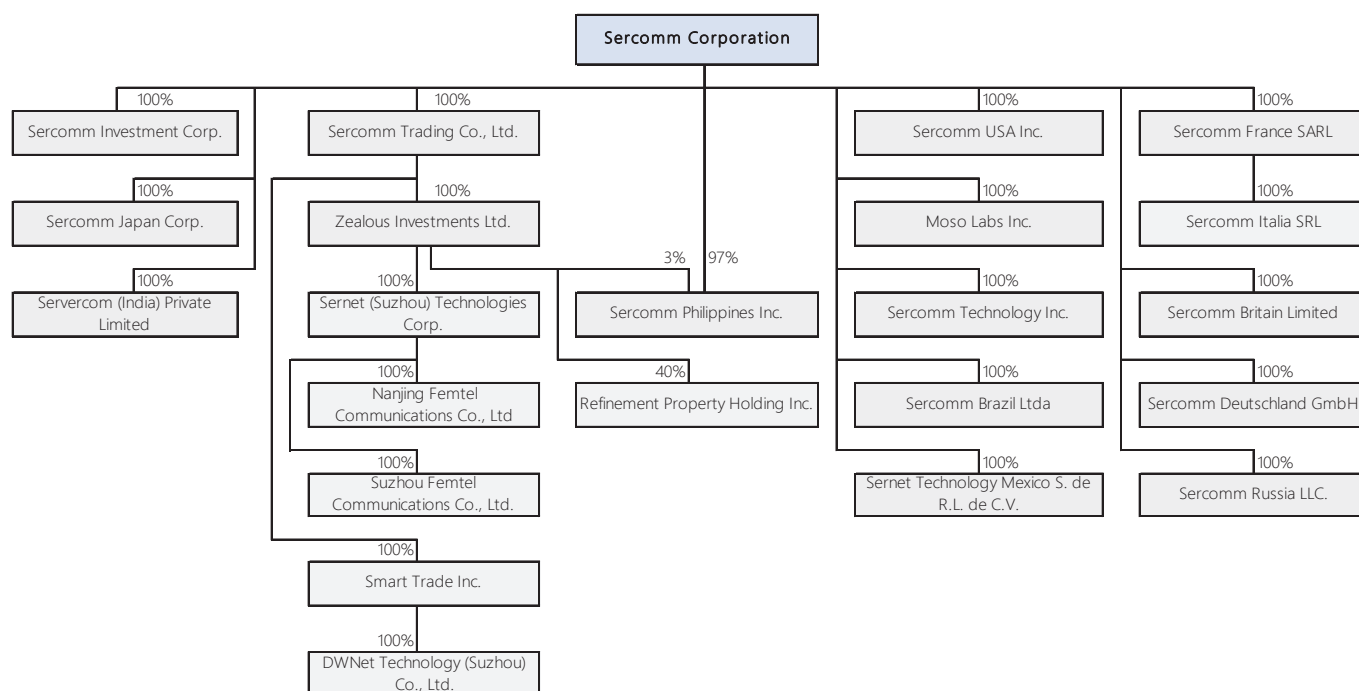 Sercomm Corporation
100%
100%
100%
100%
Sercomm Investment Corp.
Sercomm Trading Co., Ltd.
Sercomm USA Inc.
Sercomm France SARL
100%
100%
100%
100%
Sercomm Japan Corp.
Zealous Investments Ltd.
Moso Labs Inc.
Sercomm Italia SRL
3%
97%
100%
100%
100%
100%
Servercom (India) Private
Limited
Sernet (Suzhou) Technologies
Corp.
Sercomm Philippines Inc.
Sercomm Technology Inc.
Sercomm Britain Limited
100%
40%
100%
100%
Nanjing Femtel
Communications Co., Ltd
Refinement Property Holding Inc.
Sercomm Brazil Ltda
Sercomm Deutschland GmbH
100%
100%
100%
Suzhou Femtel
Communications Co., Ltd.
Sernet Technology Mexico S. de
R.L. de C.V.
Sercomm Russia LLC.
100%
Smart Trade Inc.
100%
DWNet Technology (Suzhou)
Co., Ltd.